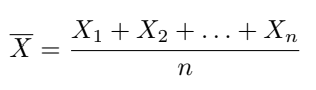 X̅ = (X₁ + X₂ + … + Xₙ) / n